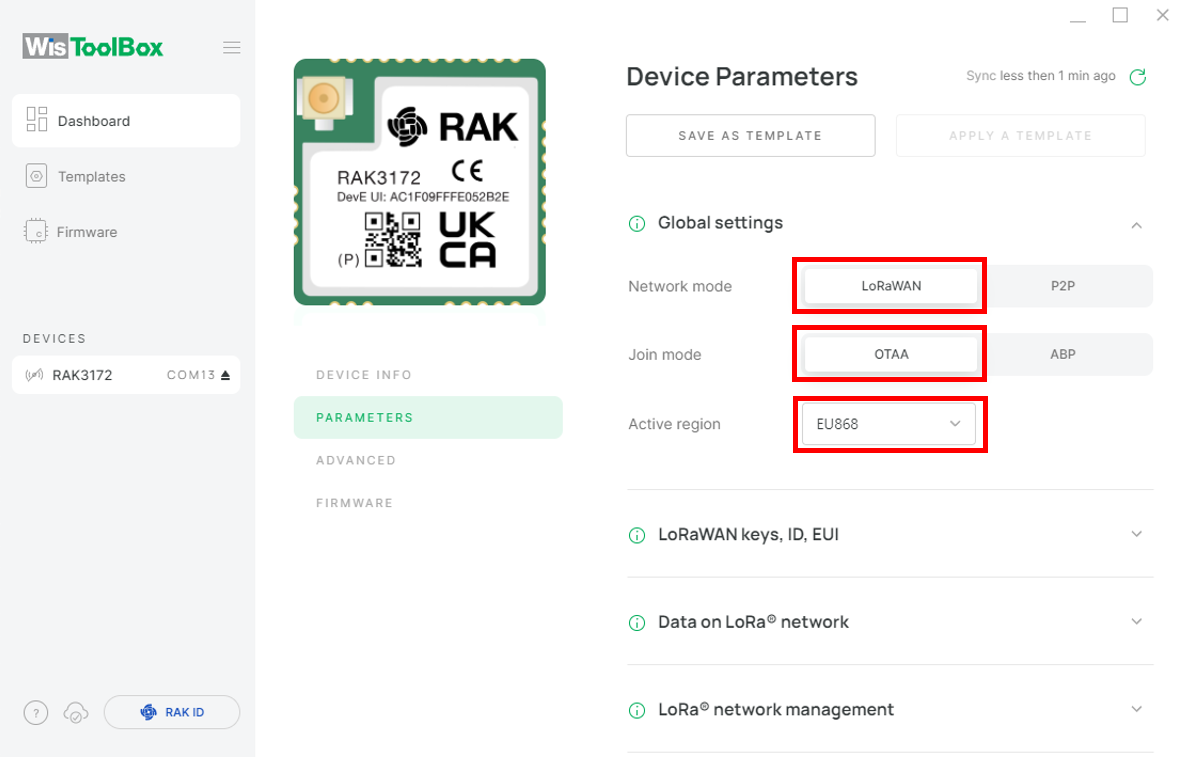 WisToolBox
Dashboard
Templates
Firmware
DEVICES
RAK3172 COM13
?
RAK ID
RAK
RAK3172
DevE UI: AC1F09FFFE052B2E
(P)
UK
CA
DEVICE INFO
PARAMETERS
ADVANCED
FIRMWARE
Device Parameters
Sync less then 1 min ago
SAVE AS TEMPLATE
APPLY A TEMPLATE
Global settings
Network mode
LoRaWAN
P2P
Join mode
OTAA
ABP
Active region
EU868
LoRaWAN keys, ID, EUI
Data on LoRa® network
LoRa® network management